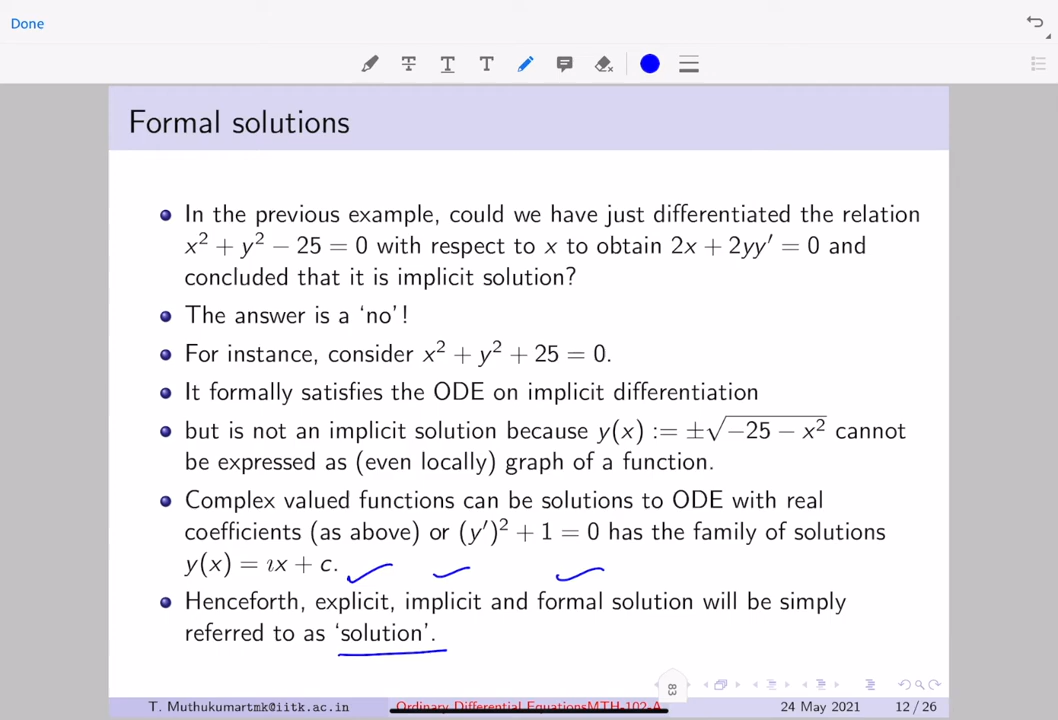 Done
Formal solutions
In the previous example, could we have just differentiated the relation
x² + y² − 25 = 0 with respect to x to obtain 2x + 2yy′ = 0 and
concluded that it is implicit solution?
The answer is a ‘no’!
For instance, consider x² + y² + 25 = 0.
It formally satisfies the ODE on implicit differentiation
but is not an implicit solution because y(x) := ±√(−25 − x²) cannot
be expressed as (even locally) graph of a function.
Complex valued functions can be solutions to ODE with real
coefficients (as above) or (y′)² + 1 = 0 has the family of solutions
y(x) = ıx + c.
Henceforth, explicit, implicit and formal solution will be simply
referred to as ‘solution’.
83
T. Muthukumartmk@iitk.ac.in Ordinary Differential EquationsMTH-102-A 24 May 2021 12 / 26